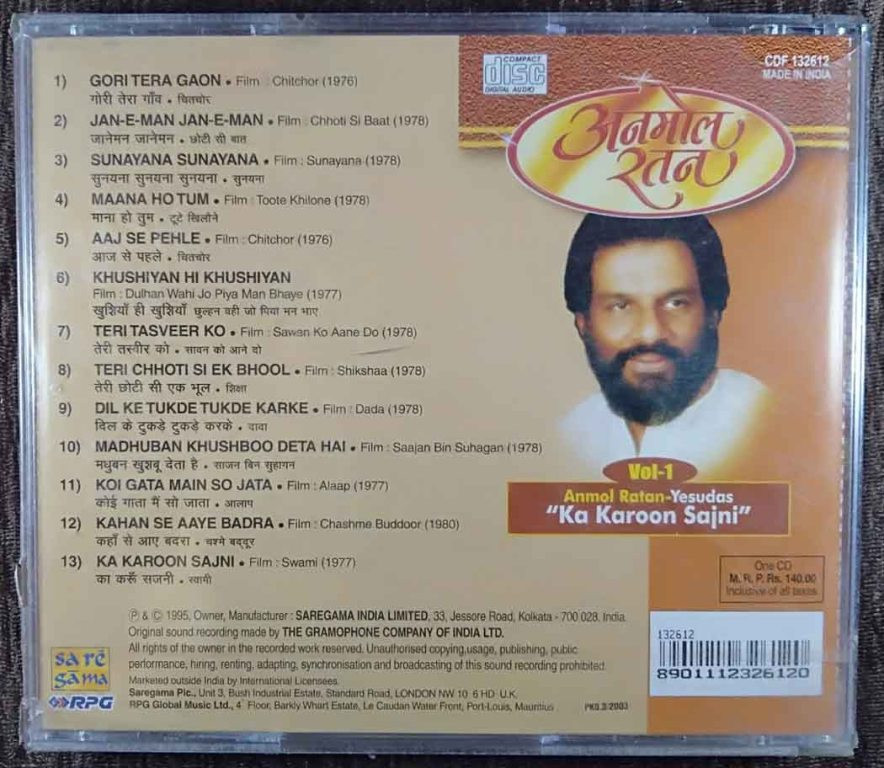 1) GORI TERA GAON • Film : Chitchor (1976)
गोरी तेरा गाँव • चितचोर
2) JAN-E-MAN JAN-E-MAN • Film : Chhoti Si Baat (1978)
जानेमन जानेमन • छोटी सी बात
3) SUNAYANA SUNAYANA • Film : Sunayana (1978)
सुनयना सुनयना सुनयना • सुनयना
4) MAANA HO TUM • Film : Toote Khilone (1978)
माना हो तुम • टूटे खिलौने
5) AAJ SE PEHLE • Film : Chitchor (1976)
आज से पहले • चितचोर
6) KHUSHIYAN HI KHUSHIYAN
Film : Dulhan Wahi Jo Piya Man Bhaye (1977)
खुशियाँ ही खुशियाँ छुल्हन वही जो पिया मन भाए
7) TERI TASVEER KO • Film : Sawan Ko Aane Do (1978)
तेरी तस्वीर को • सावन को आने दो
8) TERI CHHOTI SI EK BHOOL • Film : Shikshaa (1978)
तेरी छोटी सी एक भूल • शिक्षा
9) DIL KE TUKDE TUKDE KARKE • Film : Dada (1978)
दिल के टुकड़े टुकड़े करके • दादा
10) MADHUBAN KHUSHBOO DETA HAI • Film : Saajan Bin Suhagan (1978)
मधुबन खुशबू देता है • साजन बिन सुहागन
11) KOI GATA MAIN SO JATA • Film : Alaap (1977)
कोई गाता मैं सो जाता • आलाप
12) KAHAN SE AAYE BADRA • Film : Chashme Buddoor (1980)
कहाँ से आए बदरा • चश्मे बद्दूर
13) KA KAROON SAJNI • Film : Swami (1977)
का करूँ सजनी • स्वामी
COMPACT
disc
DIGITAL AUDIO
CDF 132612
MADE IN INDIA
अनमोल
रतन
Vol-1
Anmol Ratan-Yesudas
"Ka Karoon Sajni"
One CD
M. R. P. Rs. 140.00
Inclusive of all taxes
132612
8901112326120
℗ & © 1995, Owner, Manufacturer : SAREGAMA INDIA LIMITED, 33, Jessore Road, Kolkata - 700 028. India.
Original sound recording made by THE GRAMOPHONE COMPANY OF INDIA LTD.
All rights of the owner in the recorded work reserved. Unauthorised copying,usage, publishing, public
performance, hiring, renting, adapting, synchronisation and broadcasting of this sound recording prohibited.
Marketed outside India by International Licensees.
Saregama Plc., Unit 3, Bush Industrial Estate, Standard Road, LONDON NW 10 6 HD U.K.
RPG Global Music Ltd., 4 Floor, Barkly Whart Estate, Le Caudan Water Front, Port-Louis, Mauritius
PKD.3/2003
sa rē
gama
RPG